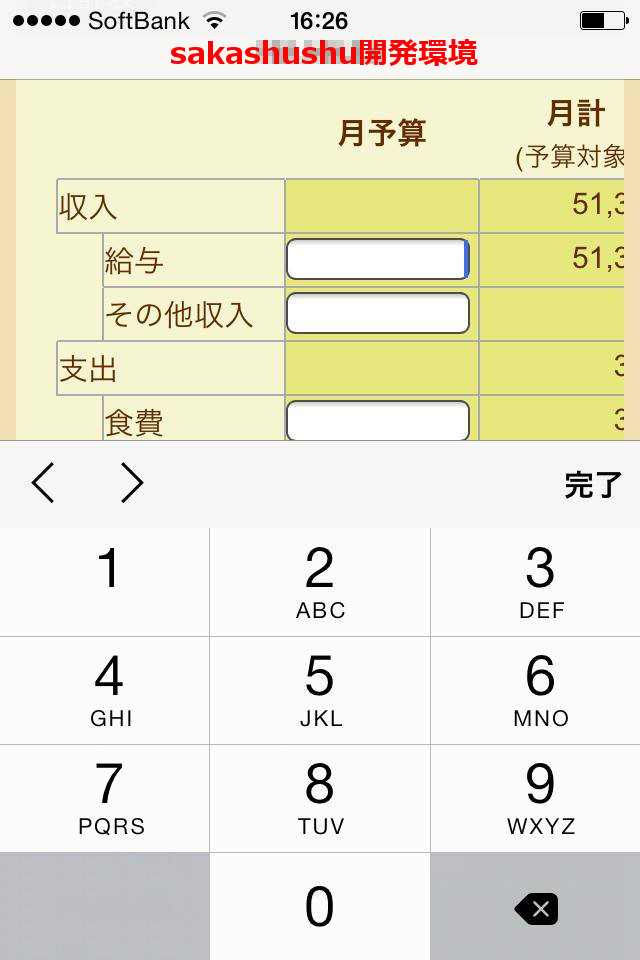 SoftBank 16:26
sakashushu開発環境
月予算 月計
(予算対象
収入 51,3
給与 51,3
その他収入
支出 3
食費 3
完了
1 2 3
ABC DEF
4 5 6
GHI JKL MNO
7 8 9
PQRS TUV WXYZ
0